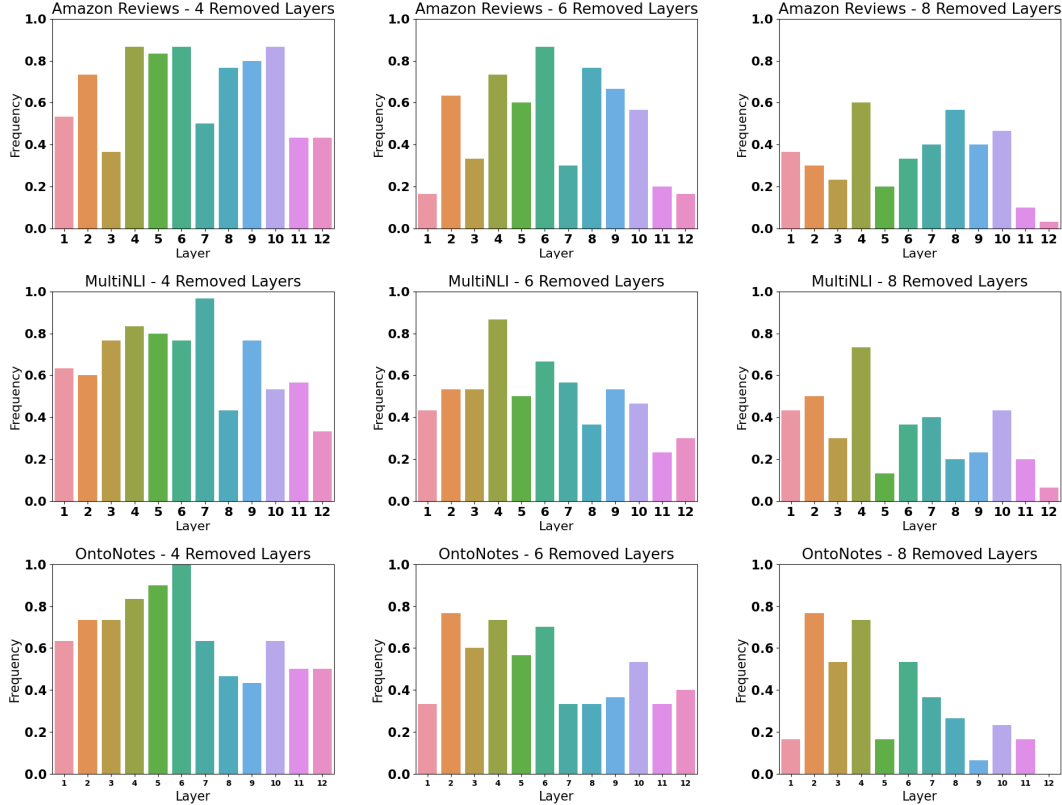 Amazon Reviews - 4 Removed Layers
1.0
0.8
0.6
0.4
0.2
0.0
Frequency
1 2 3 4 5 6 7 8 9 10 11 12
Layer
Amazon Reviews - 6 Removed Layers
1.0
0.8
0.6
0.4
0.2
0.0
Frequency
1 2 3 4 5 6 7 8 9 10 11 12
Layer
Amazon Reviews - 8 Removed Layers
1.0
0.8
0.6
0.4
0.2
0.0
Frequency
1 2 3 4 5 6 7 8 9 10 11 12
Layer
MultiNLI - 4 Removed Layers
1.0
0.8
0.6
0.4
0.2
0.0
Frequency
1 2 3 4 5 6 7 8 9 10 11 12
Layer
MultiNLI - 6 Removed Layers
1.0
0.8
0.6
0.4
0.2
0.0
Frequency
1 2 3 4 5 6 7 8 9 10 11 12
Layer
MultiNLI - 8 Removed Layers
1.0
0.8
0.6
0.4
0.2
0.0
Frequency
1 2 3 4 5 6 7 8 9 10 11 12
Layer
OntoNotes - 4 Removed Layers
1.0
0.8
0.6
0.4
0.2
0.0
Frequency
1 2 3 4 5 6 7 8 9 10 11 12
Layer
OntoNotes - 6 Removed Layers
1.0
0.8
0.6
0.4
0.2
0.0
Frequency
1 2 3 4 5 6 7 8 9 10 11 12
Layer
OntoNotes - 8 Removed Layers
1.0
0.8
0.6
0.4
0.2
0.0
Frequency
1 2 3 4 5 6 7 8 9 10 11 12
Layer